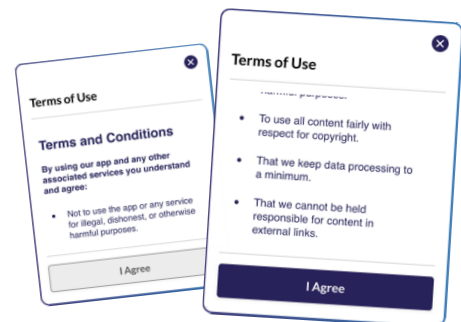 Terms of Use
Terms and Conditions
By using our app and any other
associated services you understand
and agree:
• Not to use the app or any service
for illegal, dishonest, or otherwise
harmful purposes.
I Agree
Terms of Use
• To use all content fairly with
respect for copyright.
• That we keep data processing to
a minimum.
• That we cannot be held
responsible for content in
external links.
I Agree